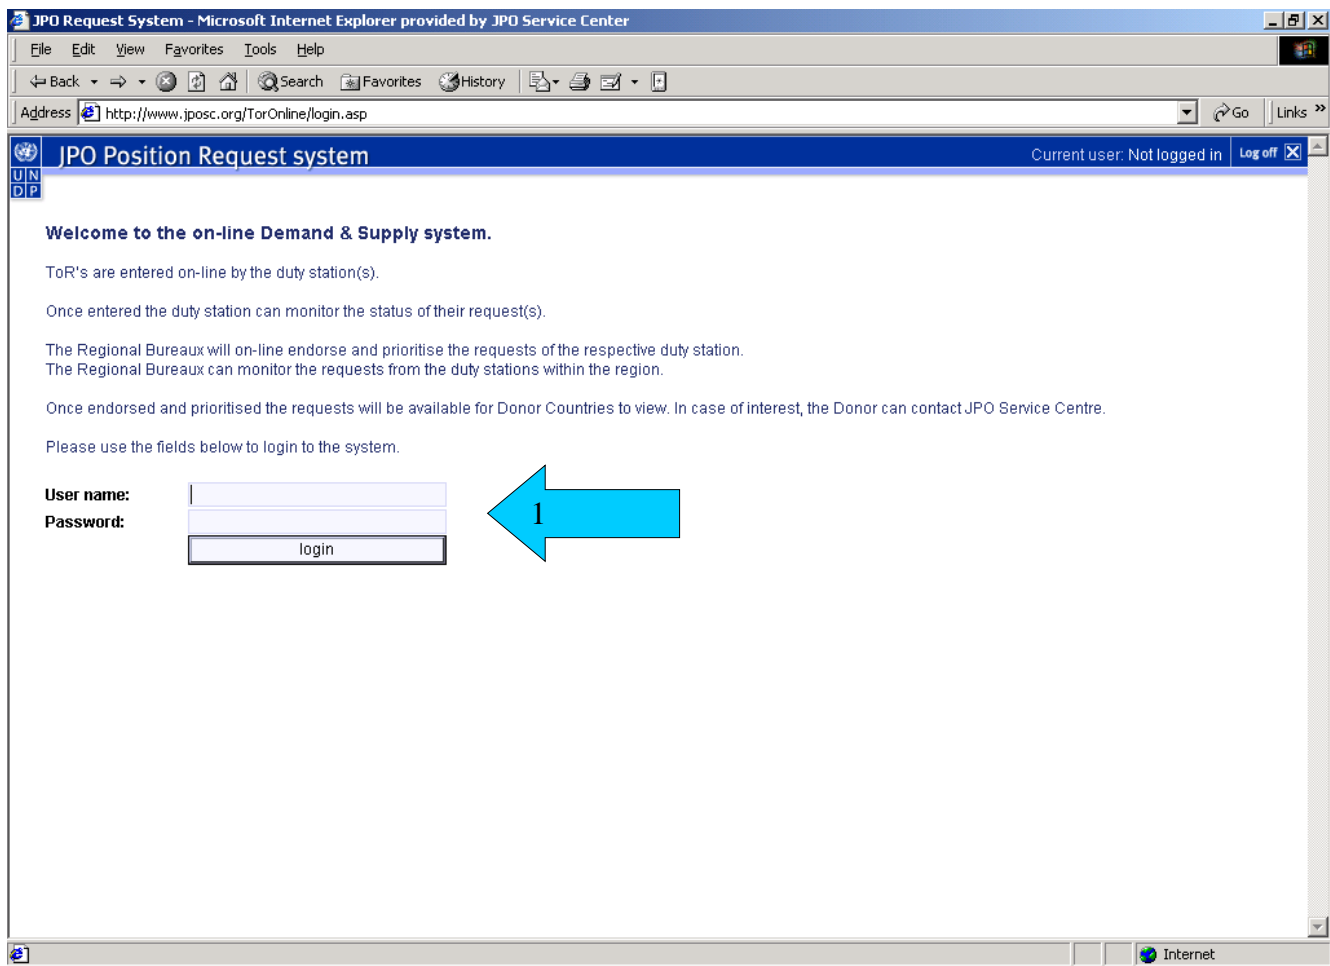 JPO Request System - Microsoft Internet Explorer provided by JPO Service Center
File Edit View Favorites Tools Help
Back Search Favorites History
Address http://www.jposc.org/TorOnline/login.asp Go Links »
JPO Position Request system Current user: Not logged in Log off
UN
DP
Welcome to the on-line Demand & Supply system.
ToR's are entered on-line by the duty station(s).
Once entered the duty station can monitor the status of their request(s).
The Regional Bureaux will on-line endorse and prioritise the requests of the respective duty station.
The Regional Bureaux can monitor the requests from the duty stations within the region.
Once endorsed and prioritised the requests will be available for Donor Countries to view. In case of interest, the Donor can contact JPO Service Centre.
Please use the fields below to login to the system.
User name:
1
Password:
login
Internet